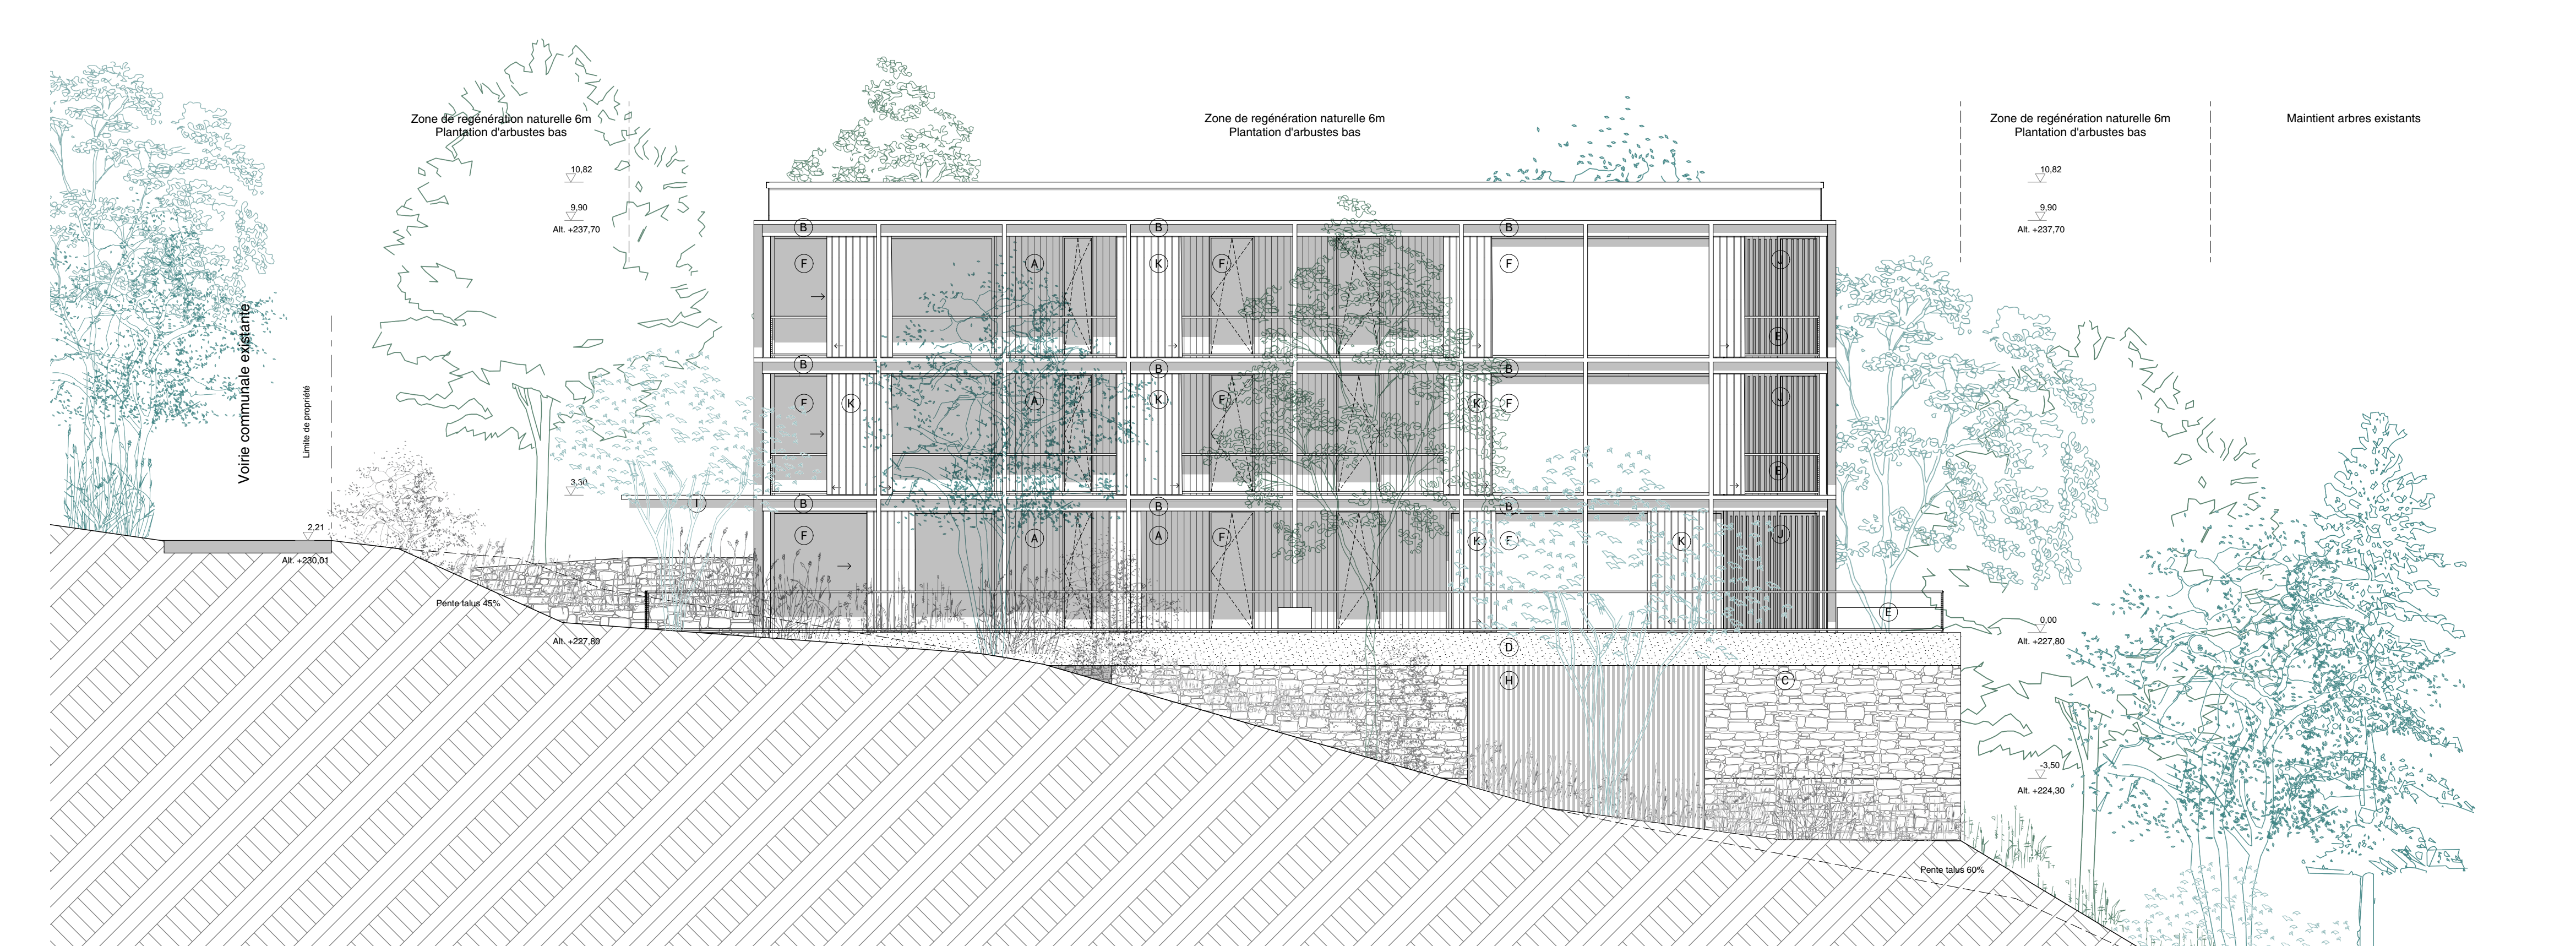 Zone de regénération naturelle 6m
Plantation d'arbustes bas
Zone de regénération naturelle 6m
Plantation d'arbustes bas
Zone de regénération naturelle 6m
Plantation d'arbustes bas
Maintient arbres existants
10,82
9,90
Alt. +237,70
10,82
9,90
Alt. +237,70
B
B
B
F
A
K
F
F
J
E
Voirie communale existante
Limite de propriété
B
B
B
F
K
A
K
F
K
F
J
E
3,30
I
B
B
B
2,21
Alt. +230,01
F
A
A
F
K
F
K
J
Pente talus 45%
Alt. +227,80
E
0,00
Alt. +227,80
D
H
C
-3,50
Alt. +224,30
Pente talus 60%